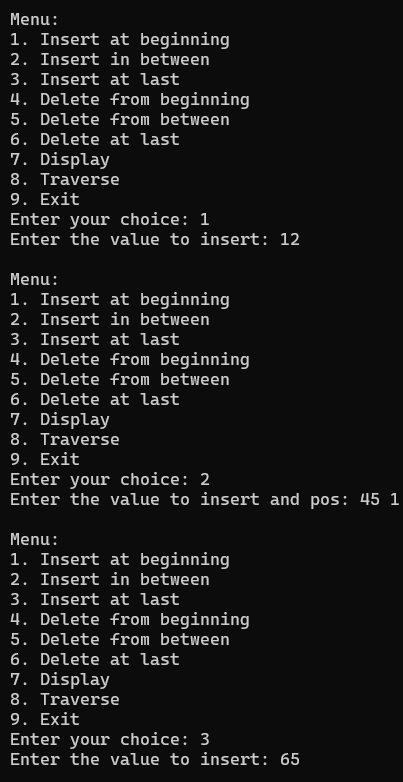 Menu:
1. Insert at beginning
2. Insert in between
3. Insert at last
4. Delete from beginning
5. Delete from between
6. Delete at last
7. Display
8. Traverse
9. Exit
Enter your choice: 1
Enter the value to insert: 12

Menu:
1. Insert at beginning
2. Insert in between
3. Insert at last
4. Delete from beginning
5. Delete from between
6. Delete at last
7. Display
8. Traverse
9. Exit
Enter your choice: 2
Enter the value to insert and pos: 45 1

Menu:
1. Insert at beginning
2. Insert in between
3. Insert at last
4. Delete from beginning
5. Delete from between
6. Delete at last
7. Display
8. Traverse
9. Exit
Enter your choice: 3
Enter the value to insert: 65